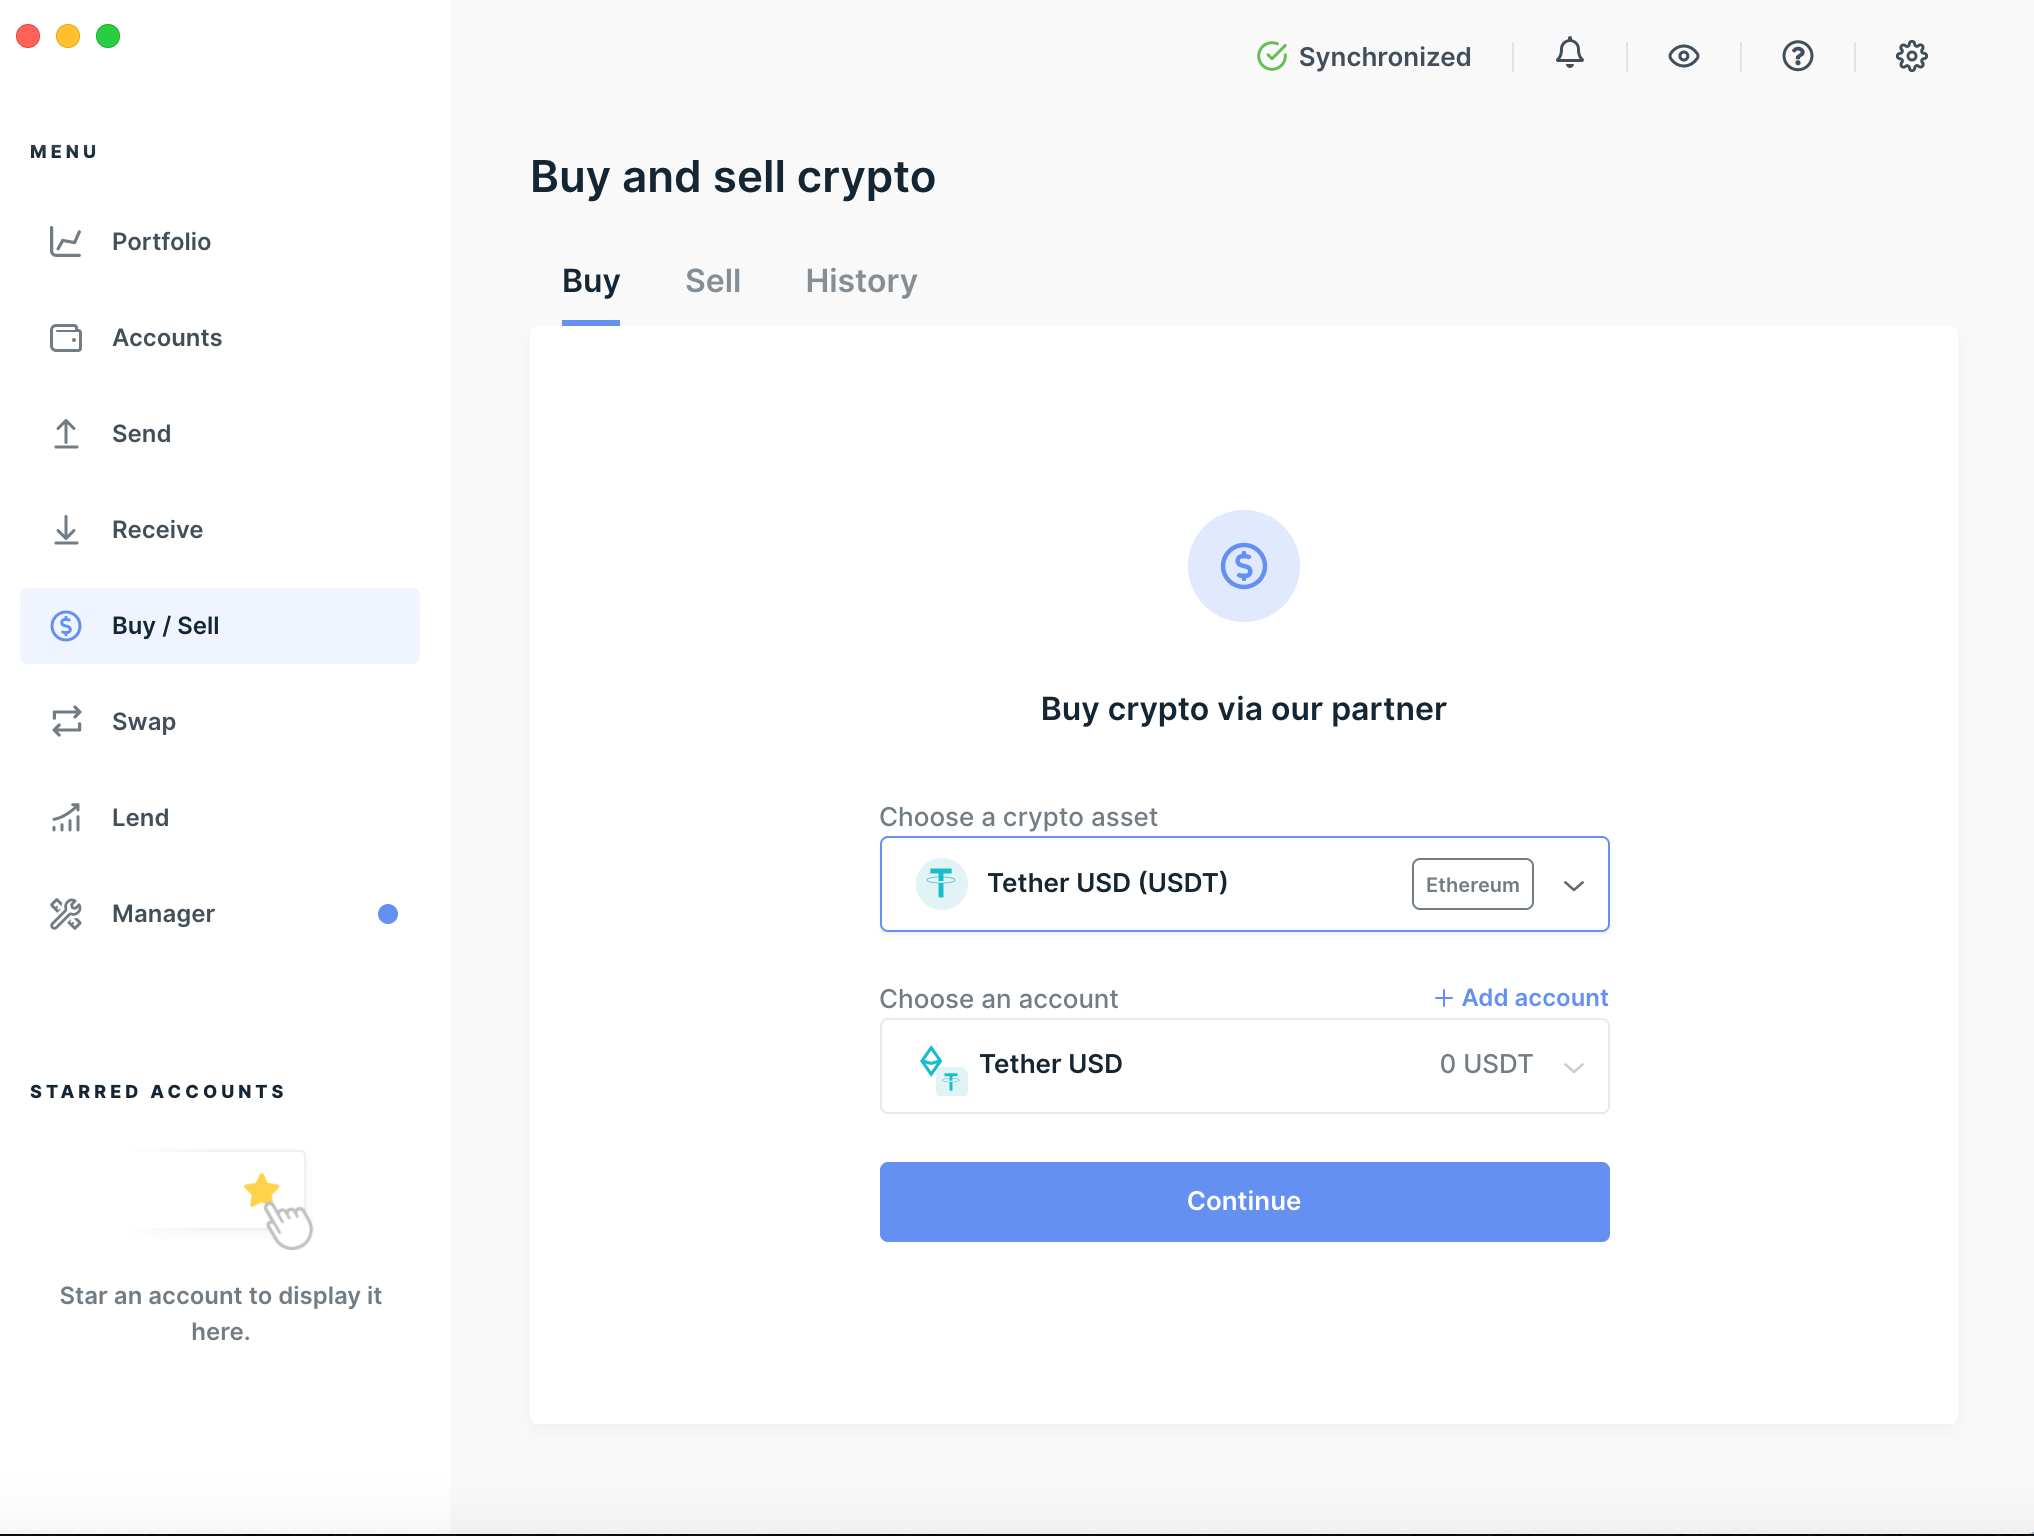 MENU
Portfolio
Accounts
Send
Receive
Buy / Sell
Swap
Lend
Manager
STARRED ACCOUNTS
Star an account to display it
here.
Synchronized
Buy and sell crypto
Buy Sell History
Buy crypto via our partner
Choose a crypto asset
Tether USD (USDT) Ethereum
Choose an account + Add account
Tether USD 0 USDT
Continue